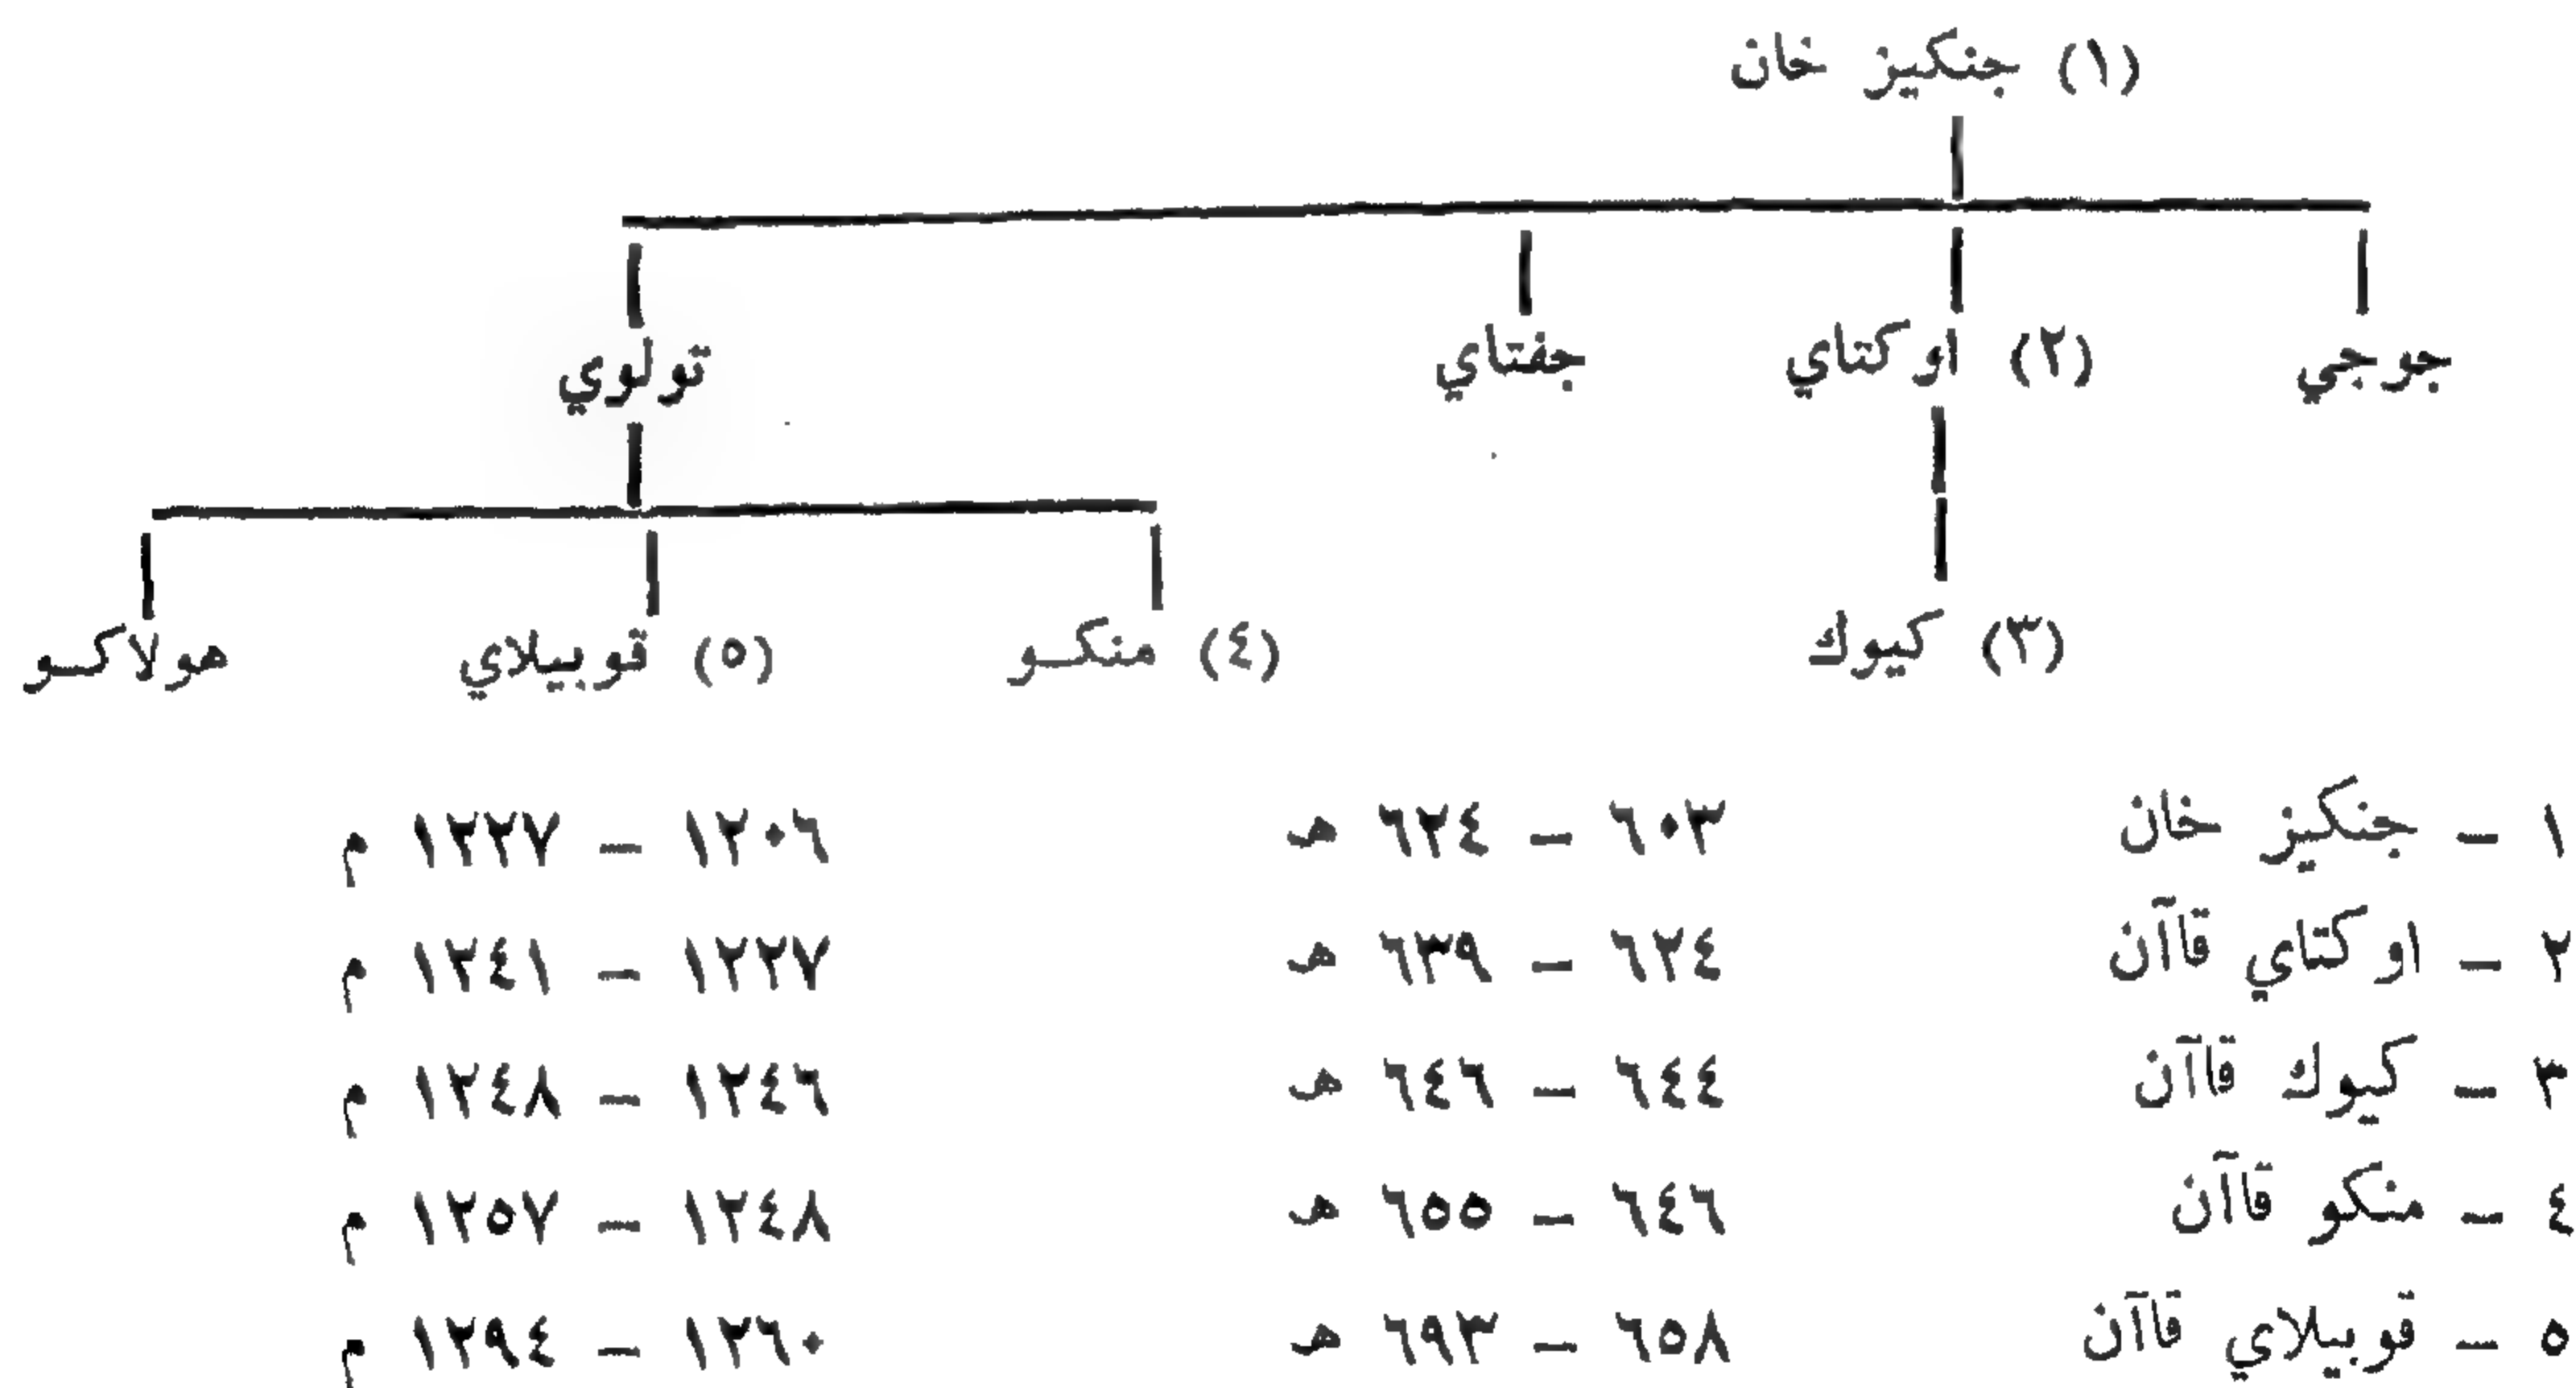 (١) جنكيز خان
جوجي (٢) اوكتاي جفتاي تولوي
(٣) كيوك (٤) منكو (٥) قوبيلاي هولاكو
١ – جنكيز خان ٦٠٣ – ٦٢٤ هـ ١٢٠٦ – ١٢٢٧ م
٢ – اوكتاي قاآن ٦٢٤ – ٦٣٩ هـ ١٢٢٧ – ١٢٤١ م
٣ – كيوك قاآن ٦٤٤ – ٦٤٦ هـ ١٢٤٦ – ١٢٤٨ م
٤ – منكو قاآن ٦٤٦ – ٦٥٥ هـ ١٢٤٨ – ١٢٥٧ م
٥ – قوبيلاي قاآن ٦٥٨ – ٦٩٣ هـ ١٢٦٠ – ١٢٩٤ م